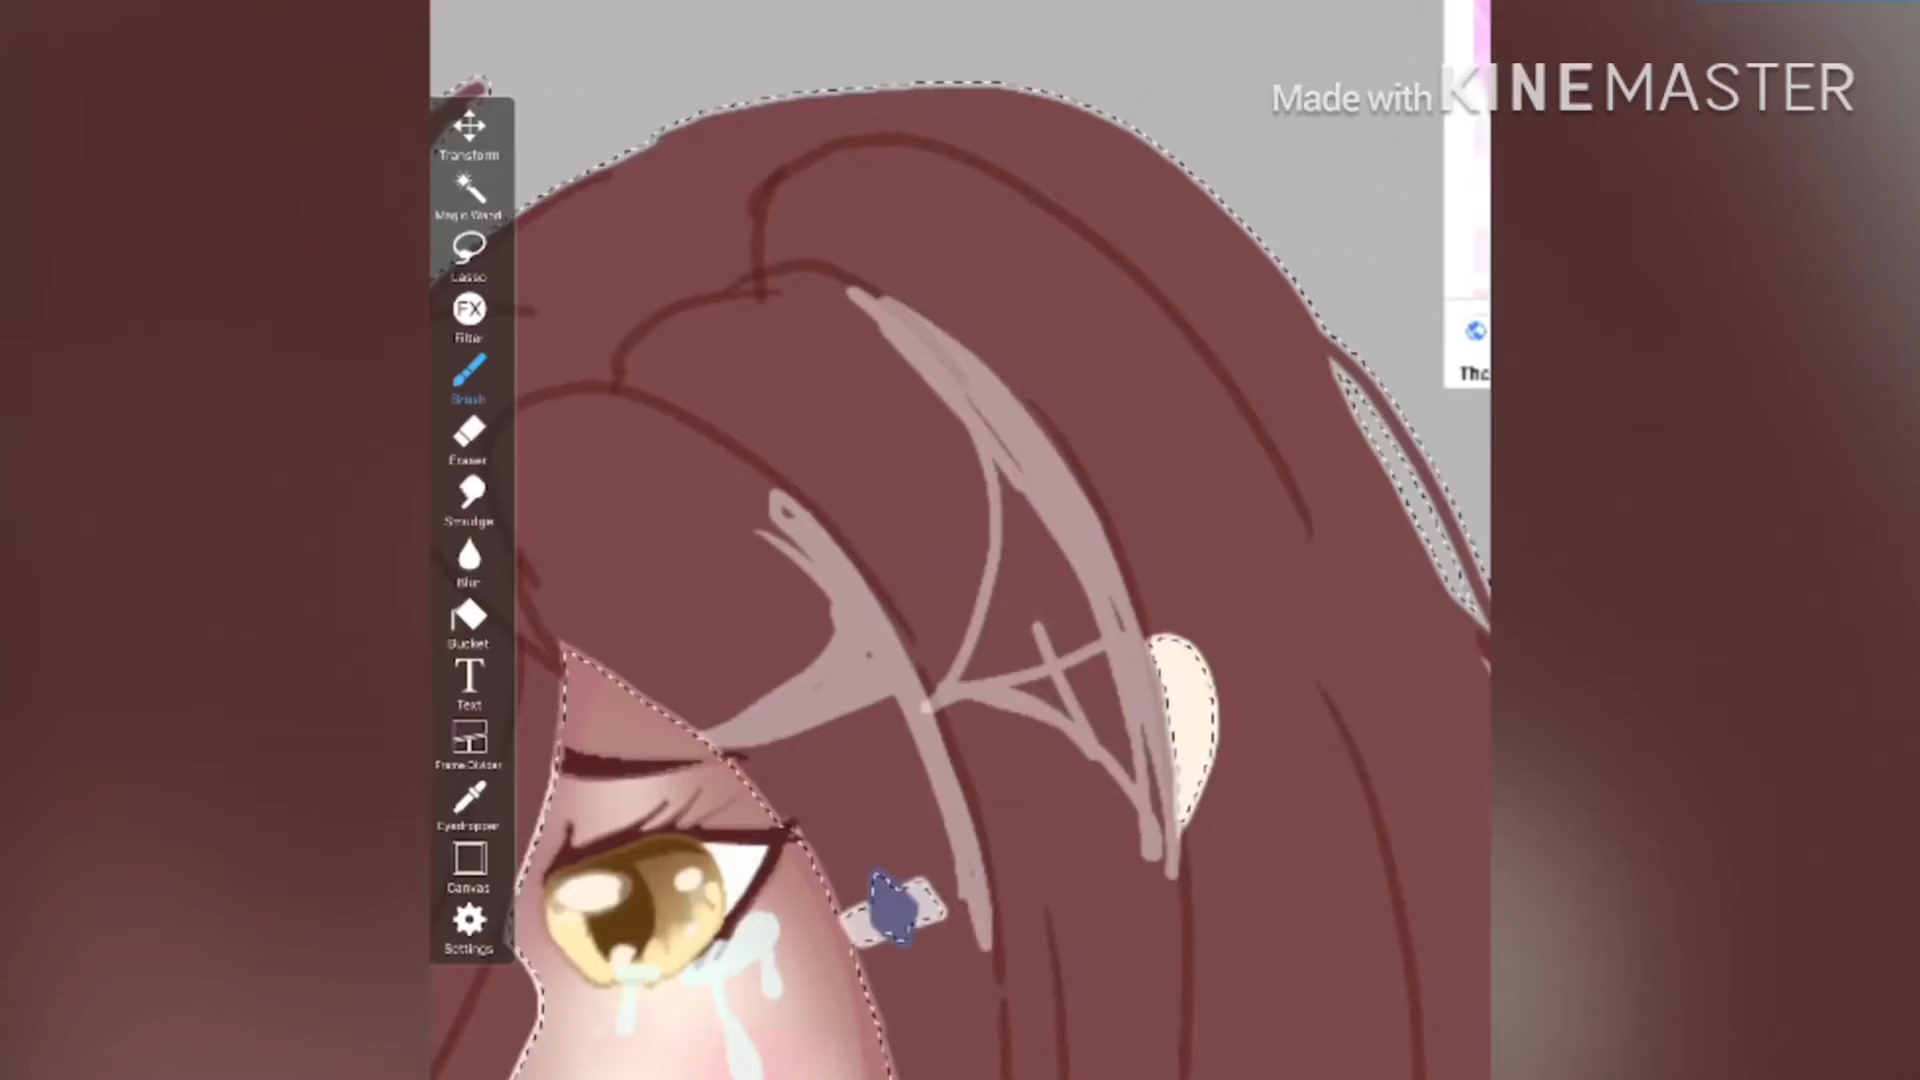 Made with KINEMASTER
Transform
Magic Wand
Lasso
FX
Filter
Brush
Eraser
Smudge
Blur
Bucket
T
Text
Frame Divider
Eyedropper
Canvas
Settings